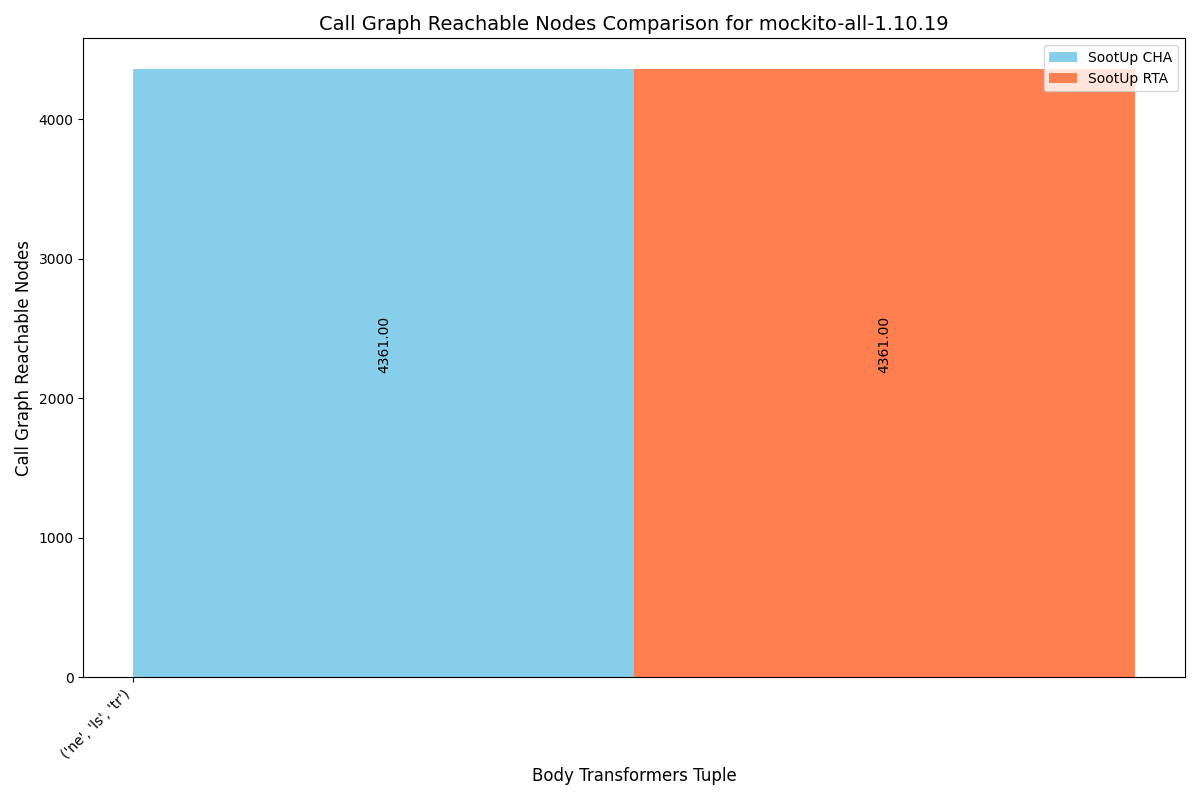 Call Graph Reachable Nodes Comparison for mockito-all-1.10.19
SootUp CHA
SootUp RTA
Call Graph Reachable Nodes
4000
3000
2000
1000
0
4361.00
4361.00
('ne', 'ls', 'tr')
Body Transformers Tuple